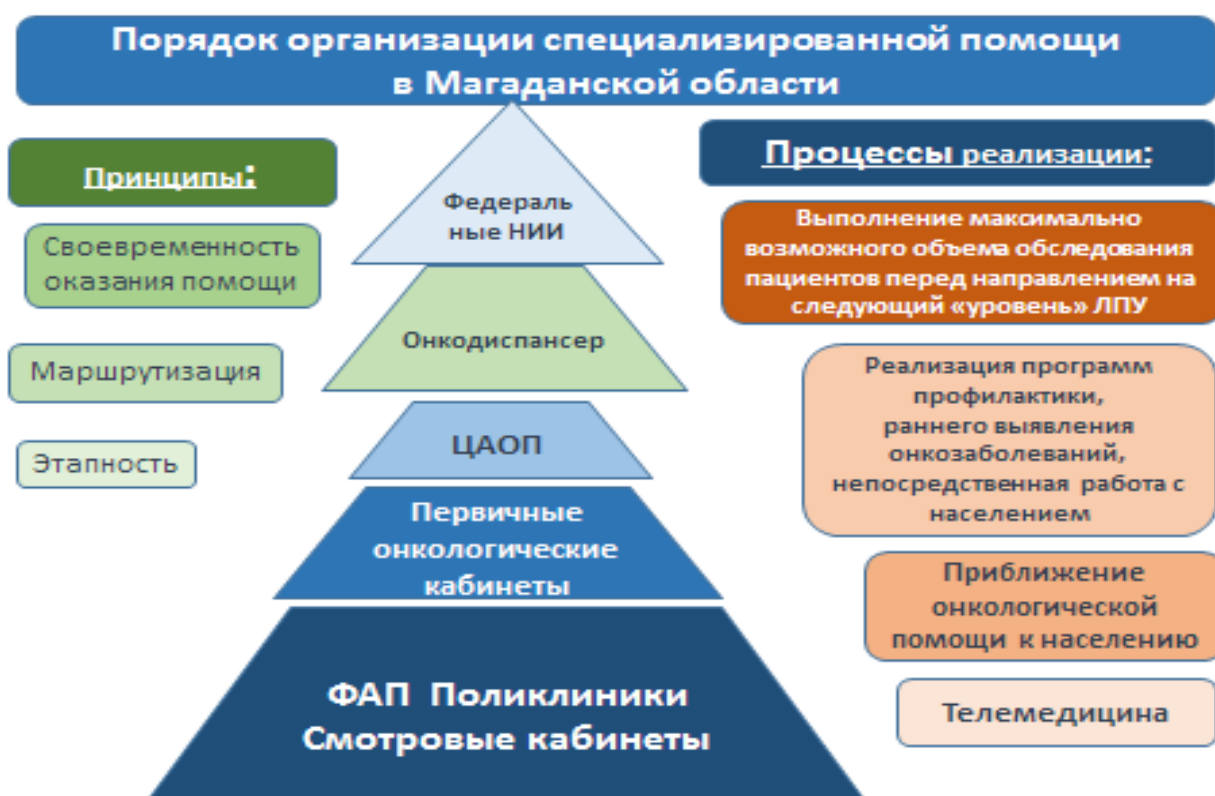 Порядок организации специализированной помощи
в Магаданской области
Принципы:
Своевременность
оказания помощи
Маршрутизация
Этапность
Федераль
ные НИИ
Онкодиспансер
ЦАОП
Первичные
онкологические
кабинеты
ФАП Поликлиники
Смотровые кабинеты
Процессы реализации:
Выполнение максимально
возможного объема обследования
пациентов перед направлением на
следующий «уровень» ЛПУ
Реализация программ
профилактики,
раннего выявления
онкозаболеваний,
непосредственная работа с
населением
Приближение
онкологической
помощи к населению
Телемедицина